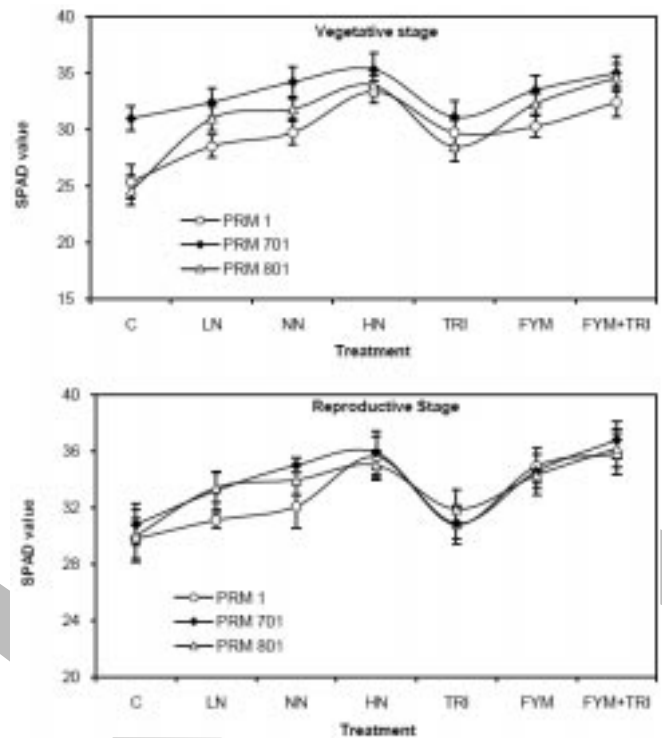 Vegetative stage
40
35
30
25
20
15
SPAD value
PRM 1
PRM 701
PRM 801
C LN NN HN TRI FYM FYM+TRI
Treatment
Reproductive Stage
40
36
32
28
24
20
SPAD value
PRM 1
PRM 701
PRM 801
C LN NN HN TRI FYM FYM+TRI
Treatment